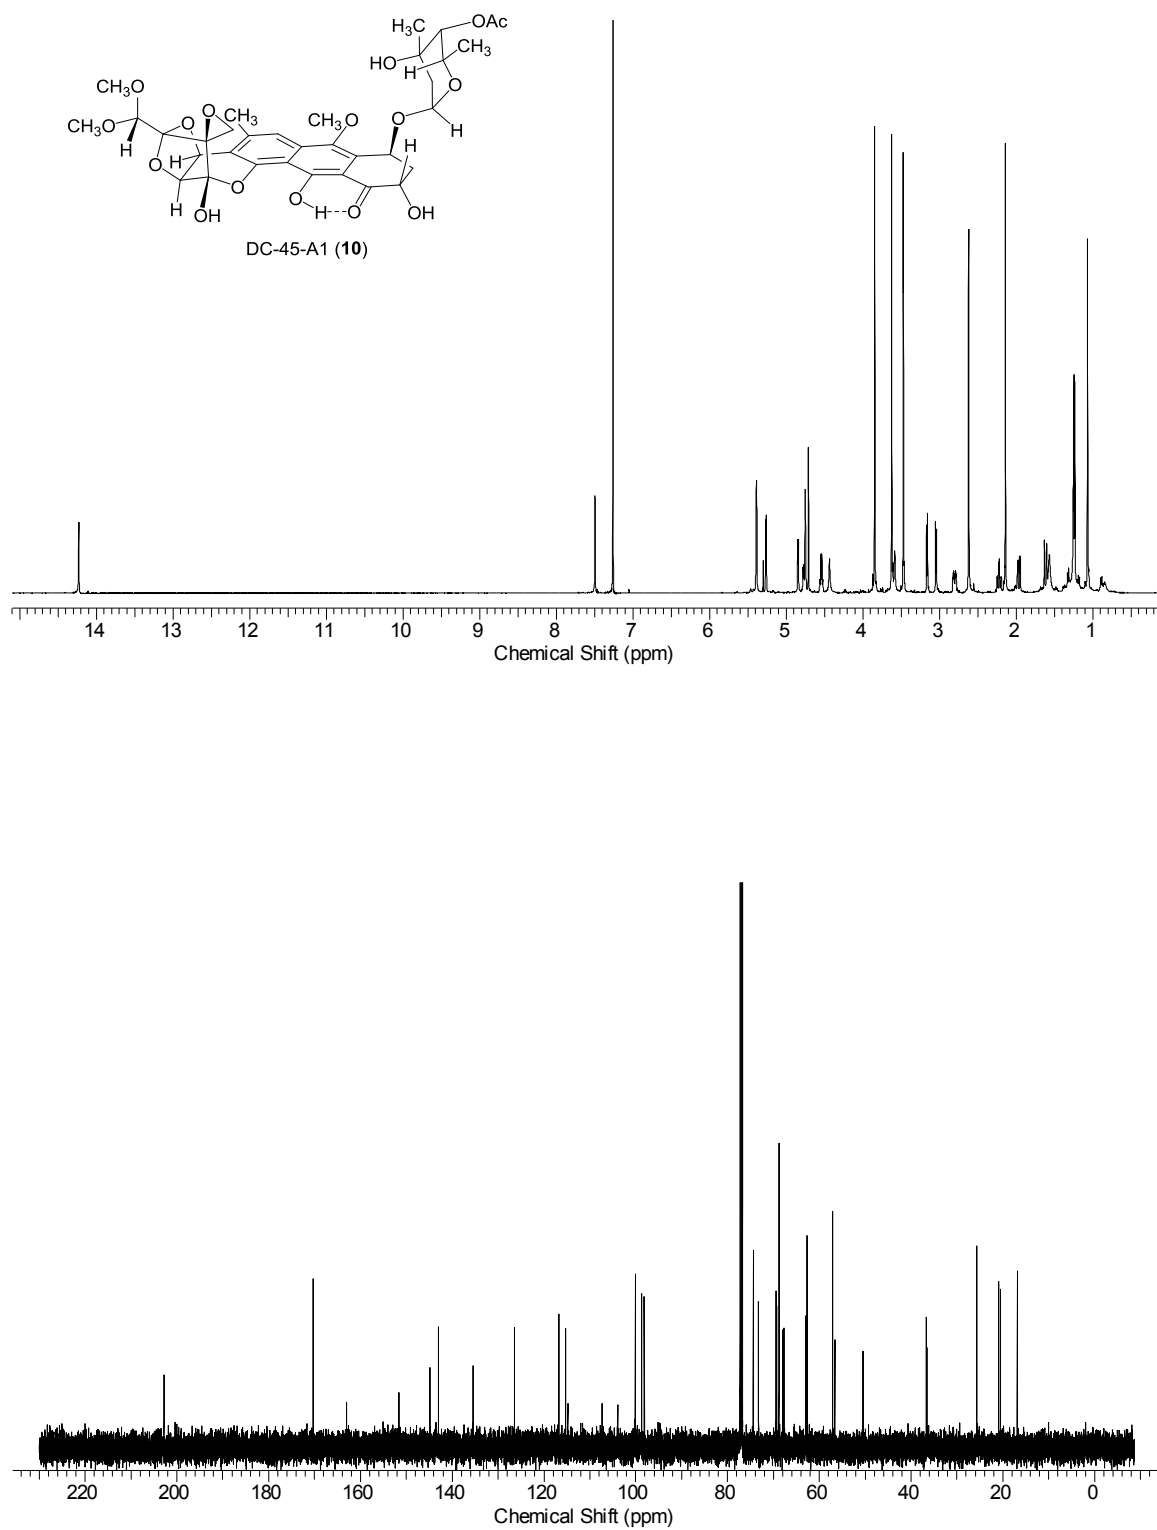 H₃C
OAc
CH₃
HO
H
O
CH₃O
O
CH₃
CH₃O
O
CH₃O
O
H
H
H
O
H
O
O
O
H
OH
H---O
OH
DC-45-A1 (10)
14 13 12 11 10 9 8 7 6 5 4 3 2 1
Chemical Shift (ppm)
220 200 180 160 140 120 100 80 60 40 20 0
Chemical Shift (ppm)